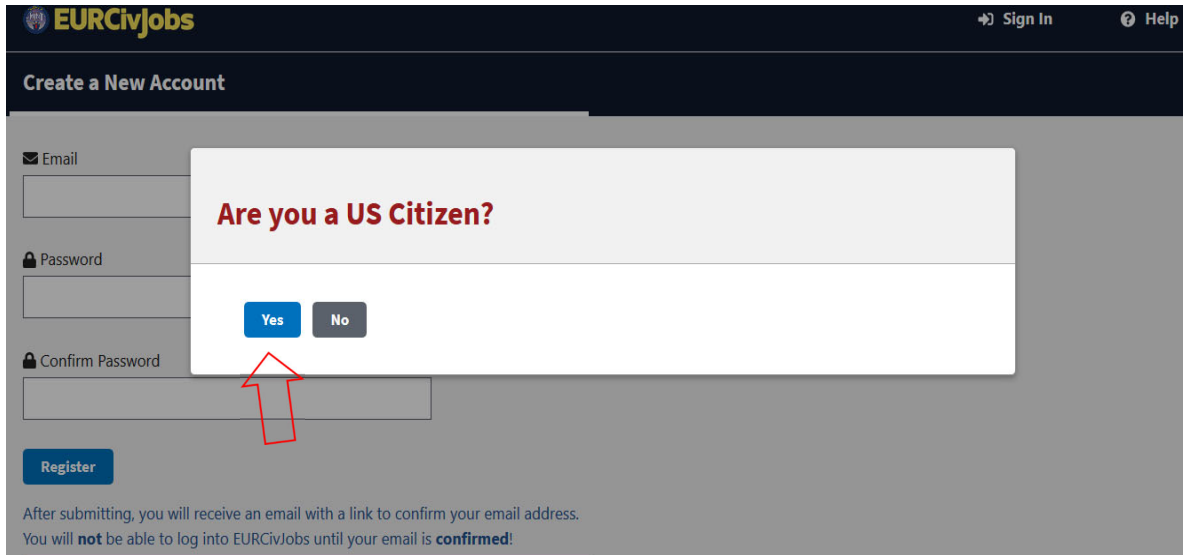 EURCivJobs
Sign In
Help
Create a New Account
Email
Are you a US Citizen?
Password
Yes
No
Confirm Password
Register
After submitting, you will receive an email with a link to confirm your email address.
You will not be able to log into EURCivJobs until your email is confirmed!